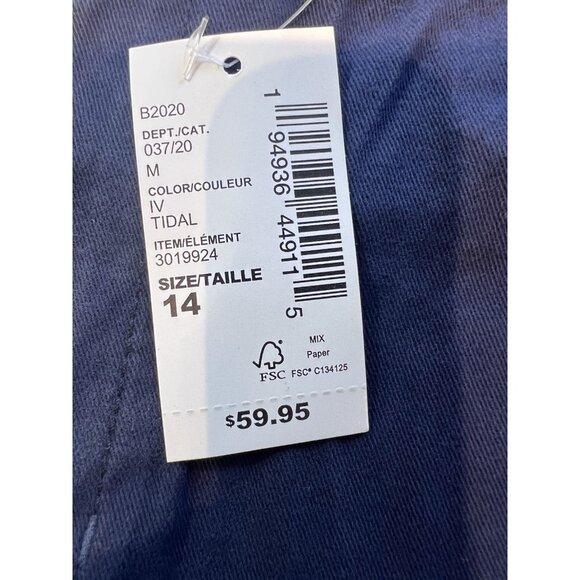 B2020
DEPT./CAT.
037/20
M
COLOR/COULEUR
IV
TIDAL
ITEM/ÉLÉMENT
3019924
SIZE/TAILLE
14
1 94936 44911 5
FSC
MIX
Paper
FSC® C134125
$59.95